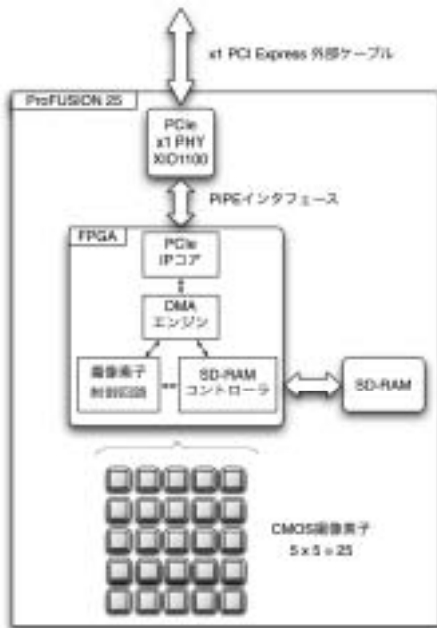 x1 PCI Express 外部ケーブル
ProFUSION 25
PCIe
x1 PHY
XIO1100
PIPEインタフェース
FPGA
PCIe
IPコア
DMA
エンジン
撮像素子
制御回路
SD-RAM
コントローラ
SD-RAM
CMOS撮像素子
5 x 5 = 25